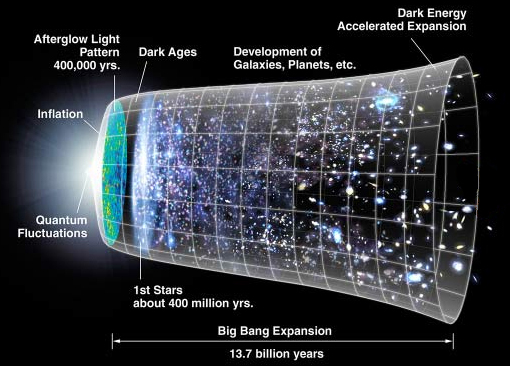 Dark Energy
Accelerated Expansion
Afterglow Light
Pattern
400,000 yrs.
Dark Ages
Development of
Galaxies, Planets, etc.
Inflation
Quantum
Fluctuations
1st Stars
about 400 million yrs.
Big Bang Expansion
13.7 billion years